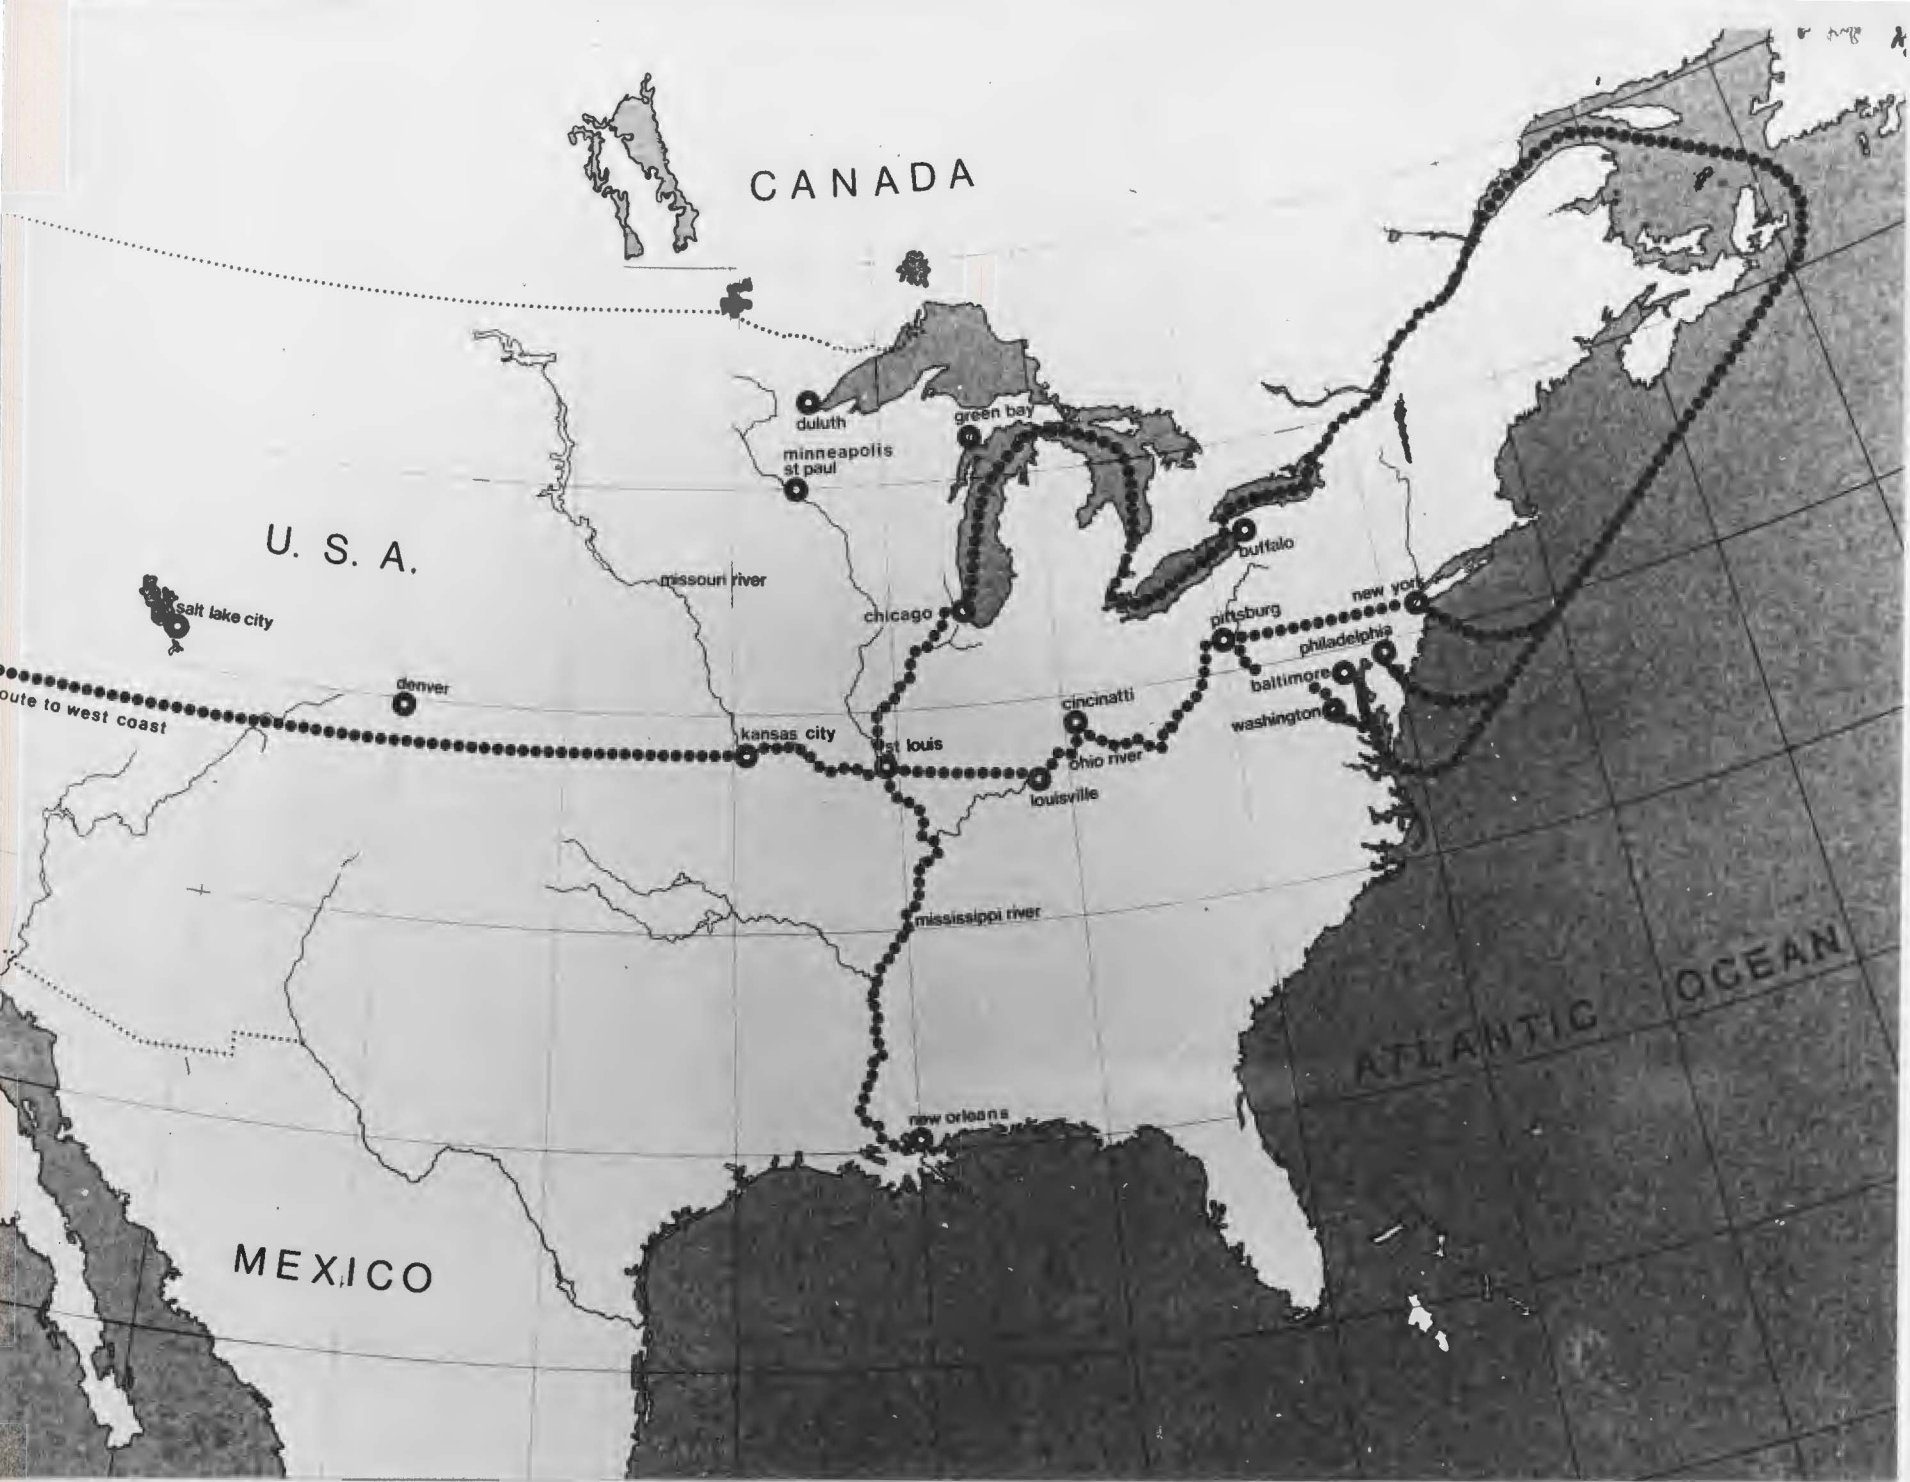 CANADA
duluth
green bay
minneapolis
st paul
U. S. A.
buffalo
missouri river
salt lake city
chicago
new york
pittsburg
philadelphia
baltimore
denver
cincinatti
washington
oute to west coast
kansas city
st louis
ohio river
louisville
mississippi river
ATLANTIC OCEAN
new orleans
MEXICO